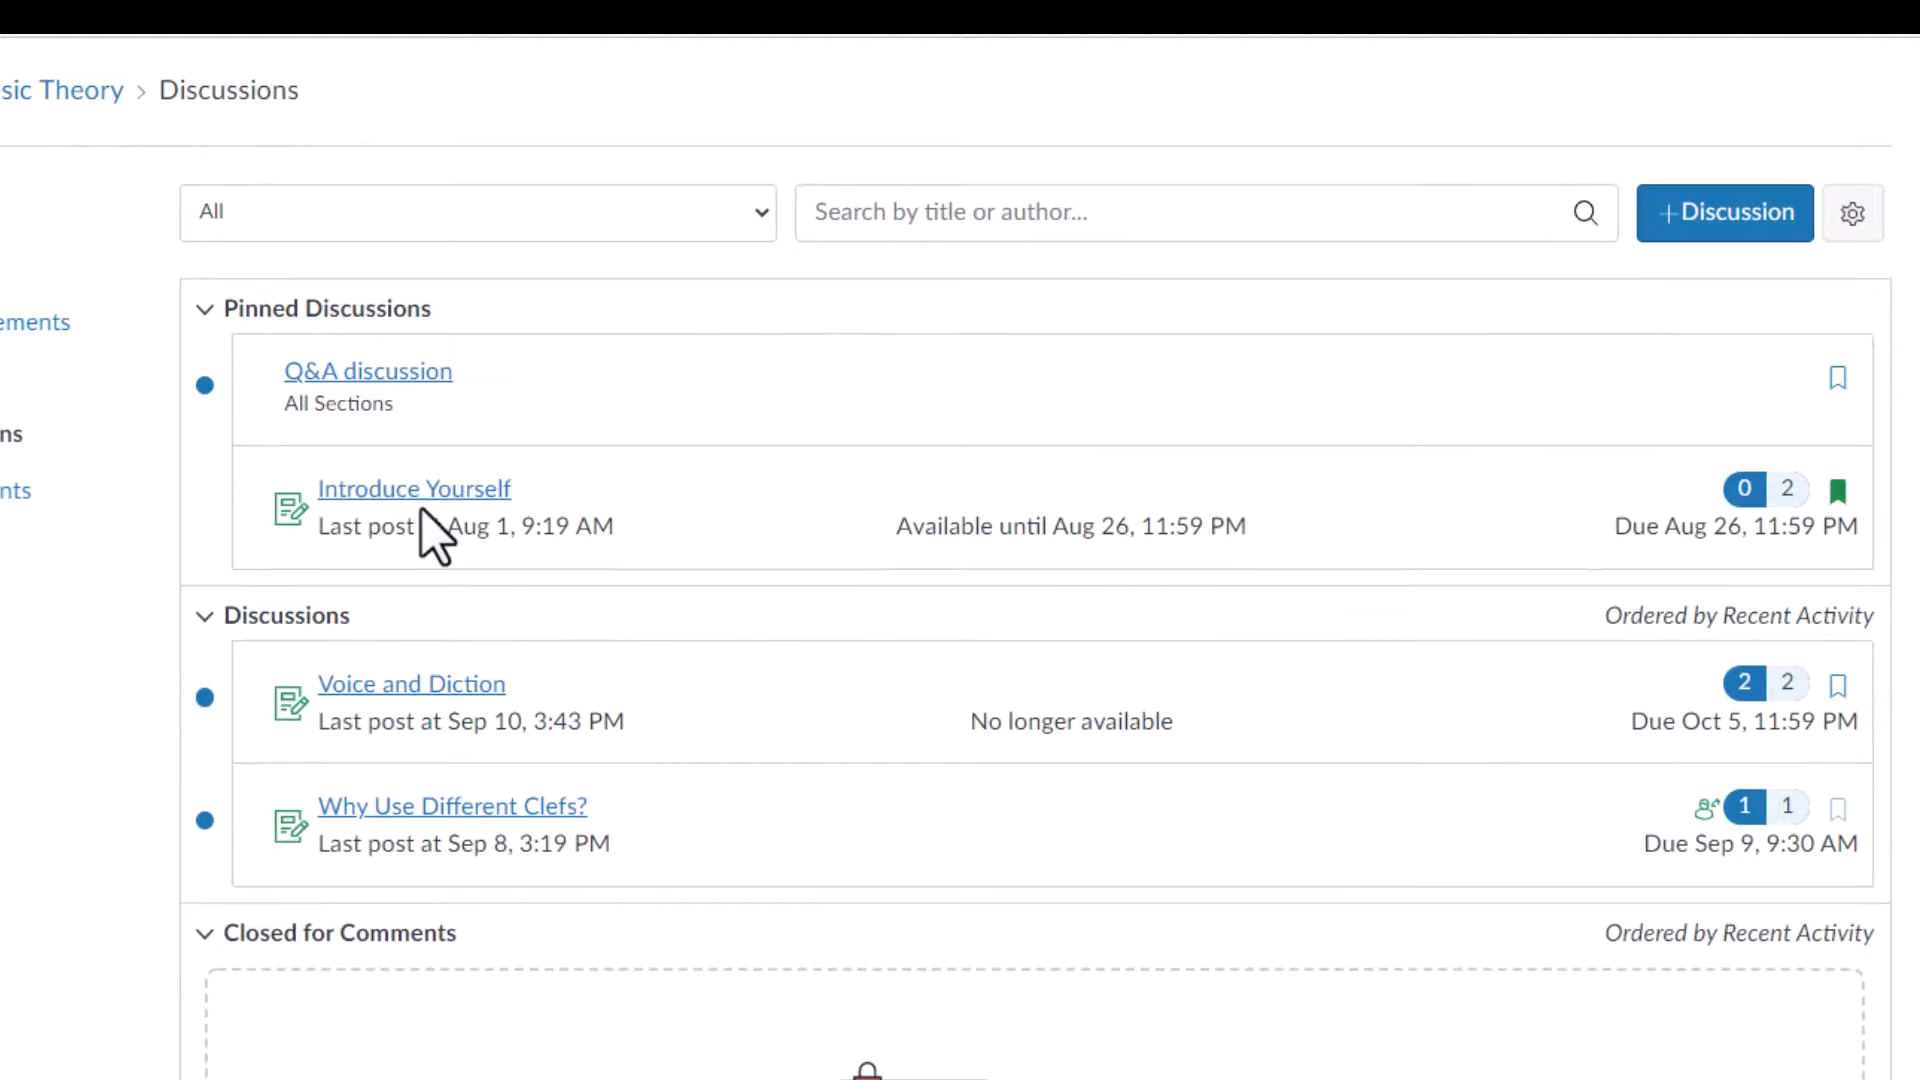 sic Theory > Discussions
All
Search by title or author...
+Discussion
Pinned Discussions
ements
Q&A discussion
All Sections
ns
Introduce Yourself
0 2
nts
Last post Aug 1, 9:19 AM
Available until Aug 26, 11:59 PM
Due Aug 26, 11:59 PM
Discussions
Ordered by Recent Activity
Voice and Diction
2 2
Last post at Sep 10, 3:43 PM
No longer available
Due Oct 5, 11:59 PM
Why Use Different Clefs?
1 1
Last post at Sep 8, 3:19 PM
Due Sep 9, 9:30 AM
Closed for Comments
Ordered by Recent Activity